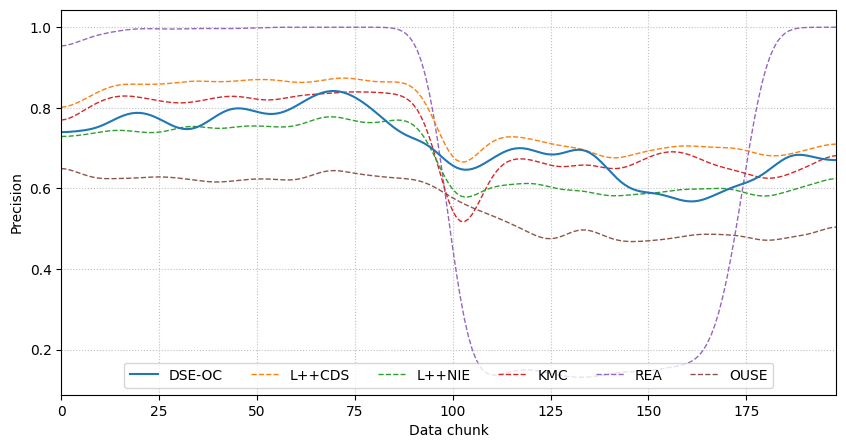 1.0
0.8
0.6
0.4
0.2
Precision
0 25 50 75 100 125 150 175
Data chunk
DSE-OC L++CDS L++NIE KMC REA OUSE